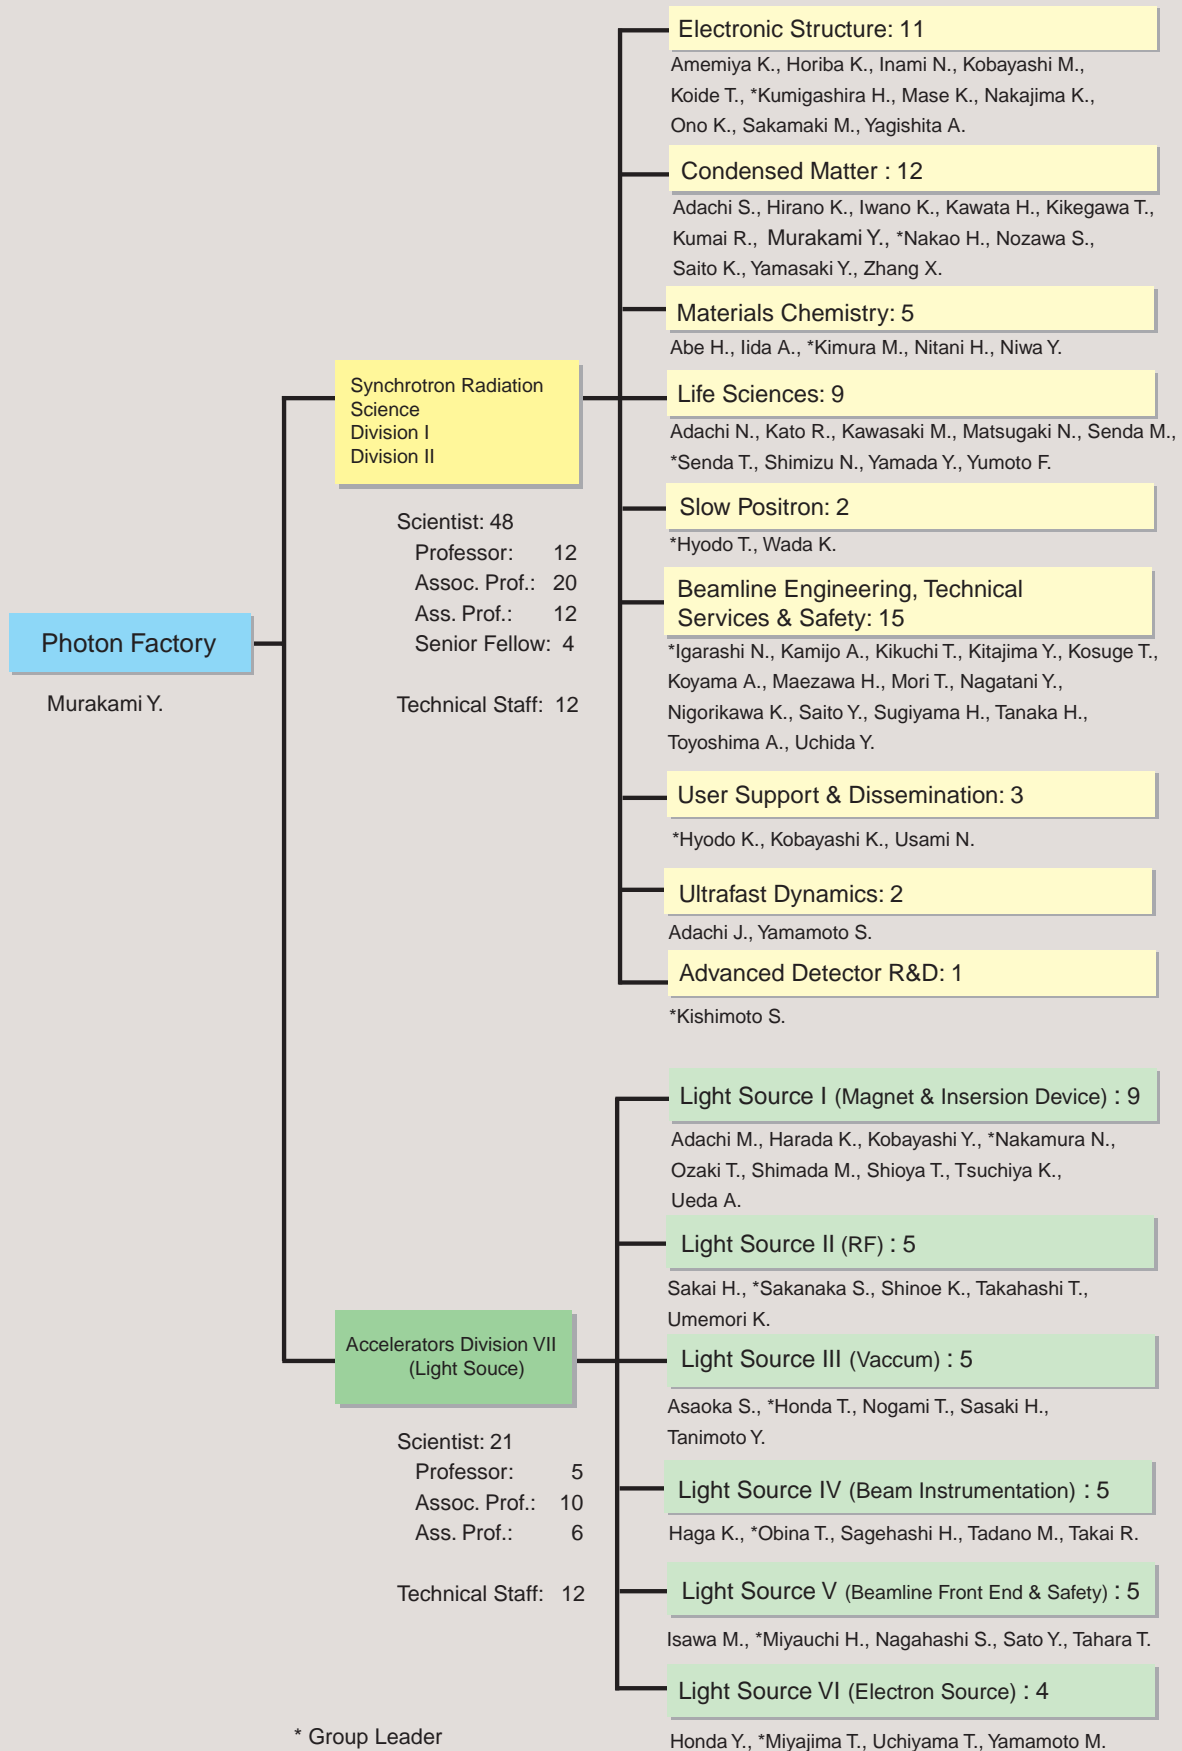 Photon Factory
Murakami Y.
Synchrotron Radiation
Science
Division I
Division II
Scientist: 48
Professor: 12
Assoc. Prof.: 20
Ass. Prof.: 12
Senior Fellow: 4
Technical Staff: 12
Electronic Structure: 11
Amemiya K., Horiba K., Inami N., Kobayashi M.,
Koide T., *Kumigashira H., Mase K., Nakajima K.,
Ono K., Sakamaki M., Yagishita A.
Condensed Matter : 12
Adachi S., Hirano K., Iwano K., Kawata H., Kikegawa T.,
Kumai R., Murakami Y., *Nakao H., Nozawa S.,
Saito K., Yamasaki Y., Zhang X.
Materials Chemistry: 5
Abe H., Iida A., *Kimura M., Nitani H., Niwa Y.
Life Sciences: 9
Adachi N., Kato R., Kawasaki M., Matsugaki N., Senda M.,
*Senda T., Shimizu N., Yamada Y., Yumoto F.
Slow Positron: 2
*Hyodo T., Wada K.
Beamline Engineering, Technical
Services & Safety: 15
*Igarashi N., Kamijo A., Kikuchi T., Kitajima Y., Kosuge T.,
Koyama A., Maezawa H., Mori T., Nagatani Y.,
Nigorikawa K., Saito Y., Sugiyama H., Tanaka H.,
Toyoshima A., Uchida Y.
User Support & Dissemination: 3
*Hyodo K., Kobayashi K., Usami N.
Ultrafast Dynamics: 2
Adachi J., Yamamoto S.
Advanced Detector R&D: 1
*Kishimoto S.
Accelerators Division VII
(Light Souce)
Scientist: 21
Professor: 5
Assoc. Prof.: 10
Ass. Prof.: 6
Technical Staff: 12
Light Source I (Magnet & Insersion Device) : 9
Adachi M., Harada K., Kobayashi Y., *Nakamura N.,
Ozaki T., Shimada M., Shioya T., Tsuchiya K.,
Ueda A.
Light Source II (RF) : 5
Sakai H., *Sakanaka S., Shinoe K., Takahashi T.,
Umemori K.
Light Source III (Vaccum) : 5
Asaoka S., *Honda T., Nogami T., Sasaki H.,
Tanimoto Y.
Light Source IV (Beam Instrumentation) : 5
Haga K., *Obina T., Sagehashi H., Tadano M., Takai R.
Light Source V (Beamline Front End & Safety) : 5
Isawa M., *Miyauchi H., Nagahashi S., Sato Y., Tahara T.
Light Source VI (Electron Source) : 4
Honda Y., *Miyajima T., Uchiyama T., Yamamoto M.
* Group Leader